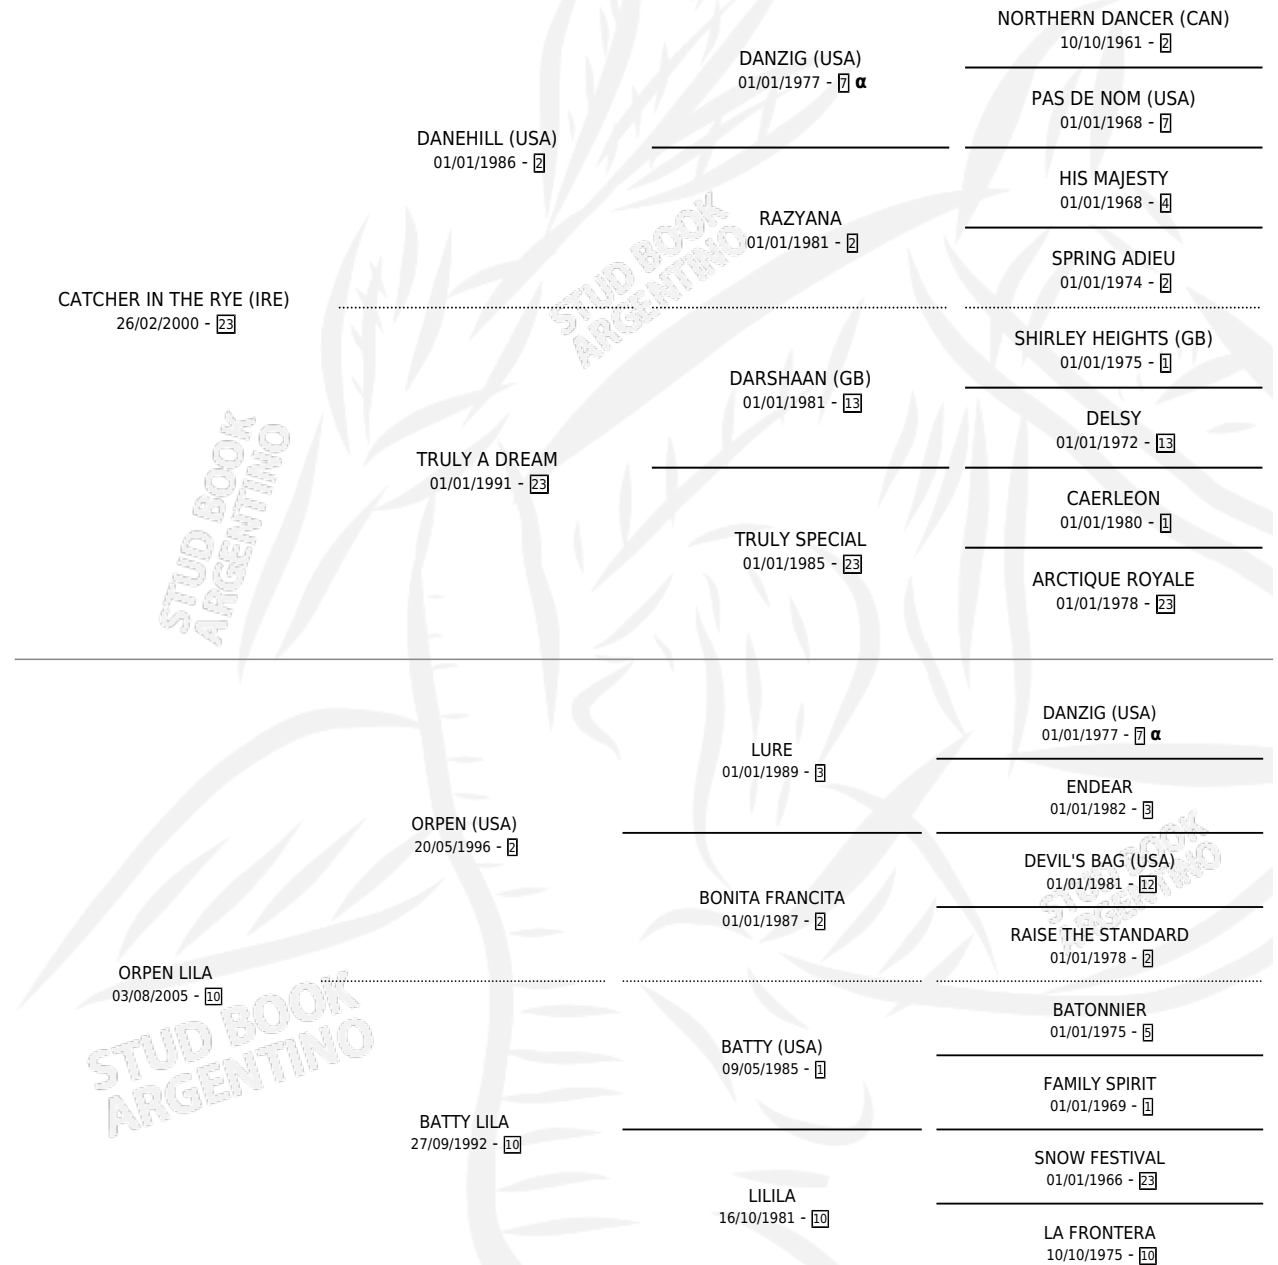 NORTHERN DANCER (CAN)
10/10/1961 - 2
DANZIG (USA)
01/01/1977 - 7 α
PAS DE NOM (USA)
01/01/1968 - 7
DANEHILL (USA)
01/01/1986 - 2
HIS MAJESTY
01/01/1968 - 4
RAZYANA
01/01/1981 - 2
SPRING ADIEU
01/01/1974 - 2
CATCHER IN THE RYE (IRE)
26/02/2000 - 23
SHIRLEY HEIGHTS (GB)
01/01/1975 - 1
DARSHAAN (GB)
01/01/1981 - 13
DELSY
01/01/1972 - 13
TRULY A DREAM
01/01/1991 - 23
CAERLEON
01/01/1980 - 1
TRULY SPECIAL
01/01/1985 - 23
ARCTIQUE ROYALE
01/01/1978 - 23
DANZIG (USA)
01/01/1977 - 7 α
LURE
01/01/1989 - 3
ENDEAR
01/01/1982 - 3
ORPEN (USA)
20/05/1996 - 2
DEVIL'S BAG (USA)
01/01/1981 - 12
BONITA FRANCITA
01/01/1987 - 2
RAISE THE STANDARD
01/01/1978 - 2
ORPEN LILA
03/08/2005 - 10
BATONNIER
01/01/1975 - 5
BATTY (USA)
09/05/1985 - 1
FAMILY SPIRIT
01/01/1969 - 1
BATTY LILA
27/09/1992 - 10
SNOW FESTIVAL
01/01/1966 - 23
LILILA
16/10/1981 - 10
LA FRONTERA
10/10/1975 - 10
STUD BOOK
ARGENTINO
STUD BOOK
ARGENTINO
STUD BOOK
ARGENTINO
STUD BOOK
ARGENTINO